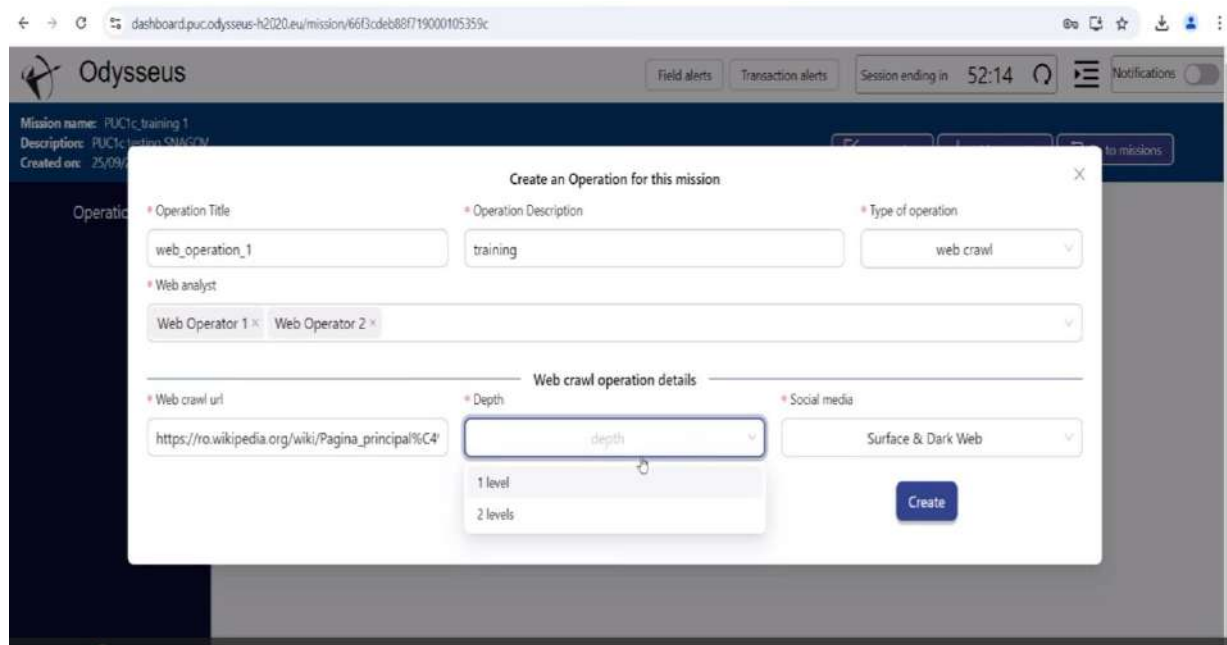 dashboard.puc.odysseus-h2020.eu/mission/66f3cdeb88f719000105359c
Odysseus
Field alerts
Transaction alerts
Session ending in 52:14
Notifications
Mission name: PUC1c_training 1
Description: PUC1c testing SNAGOV
Created on: 25/09/
to missions
Create an Operation for this mission
Operatio
* Operation Title
* Operation Description
* Type of operation
web_operation_1
training
web crawl
* Web analyst
Web Operator 1 ×
Web Operator 2 ×
Web crawl operation details
* Web crawl url
* Depth
* Social media
https://ro.wikipedia.org/wiki/Pagina_principal%C4
depth
Surface & Dark Web
1 level
2 levels
Create